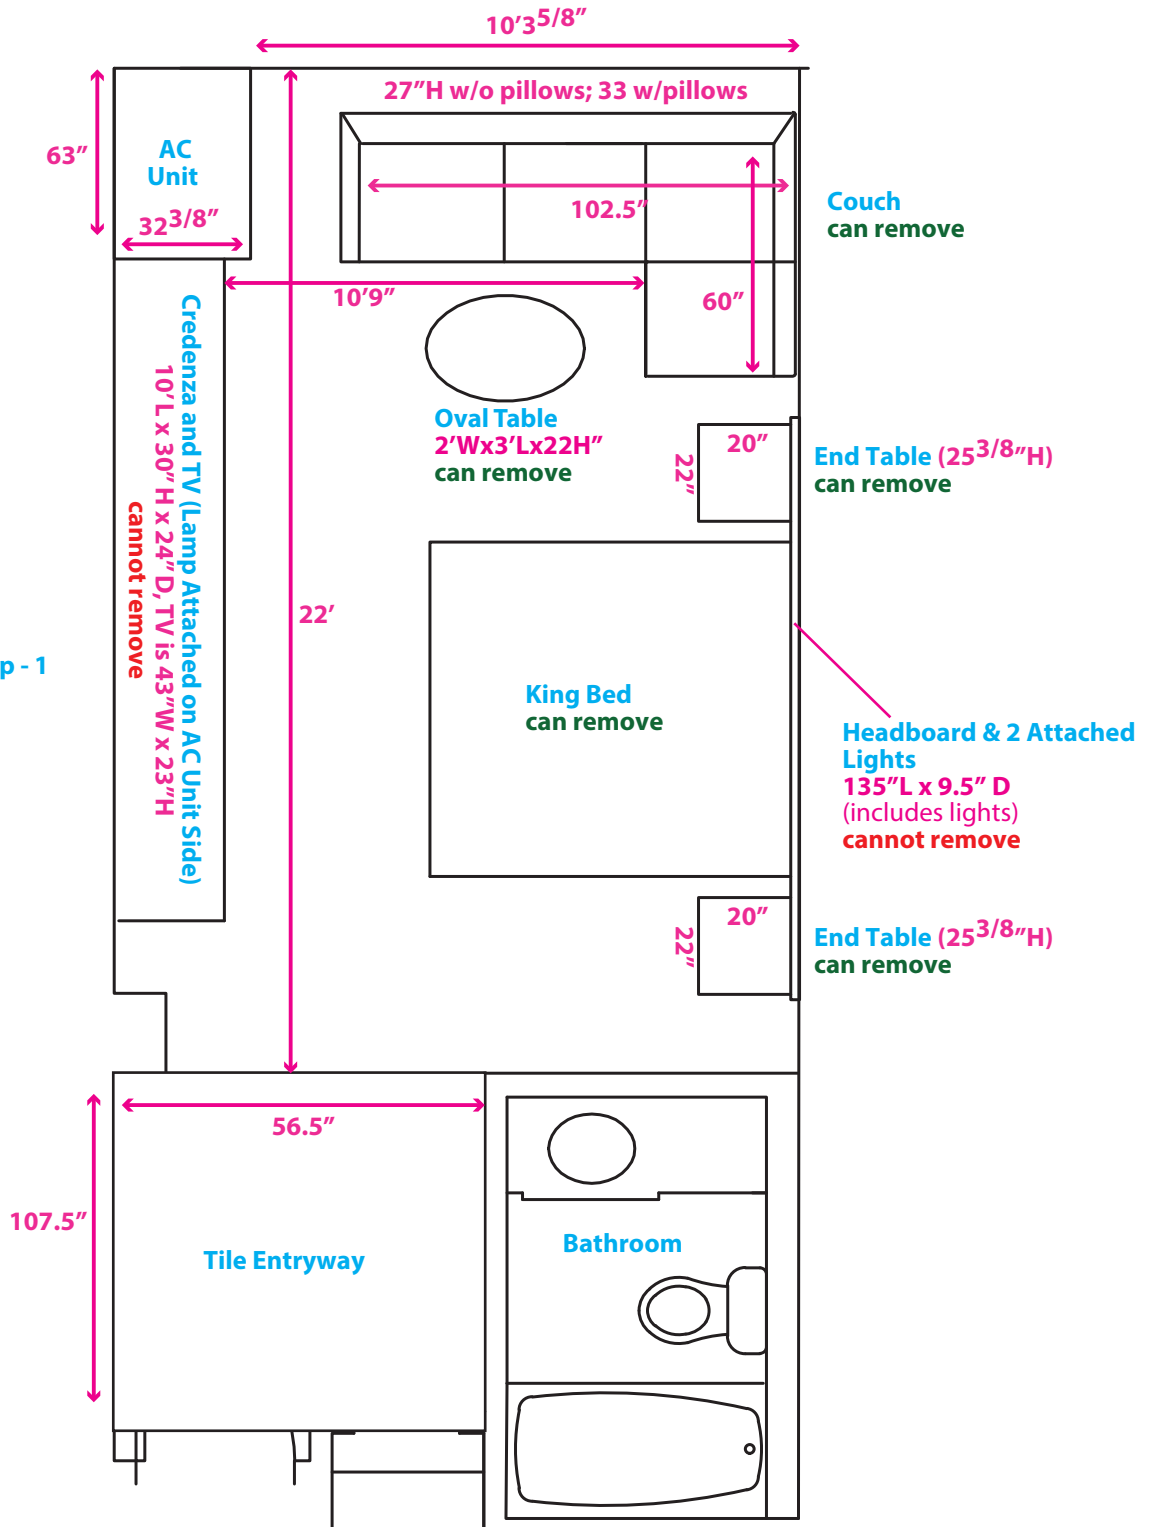 10’3 5/8”
27”H w/o pillows; 33 w/pillows
63”
AC
Unit
32 3/8”
102.5”
Couch
can remove
10’9”
60”
Credenza and TV (Lamp Attached on AC Unit Side)
10’L x 30”H x 24”D, TV is 43”W x 23”H
cannot remove
Oval Table
2’Wx3’Lx22H”
can remove
20”
22”
End Table (25 3/8”H)
can remove
22’
p - 1
King Bed
can remove
Headboard & 2 Attached
Lights
135”L x 9.5” D
(includes lights)
cannot remove
20”
22”
End Table (25 3/8”H)
can remove
56.5”
107.5”
Tile Entryway
Bathroom